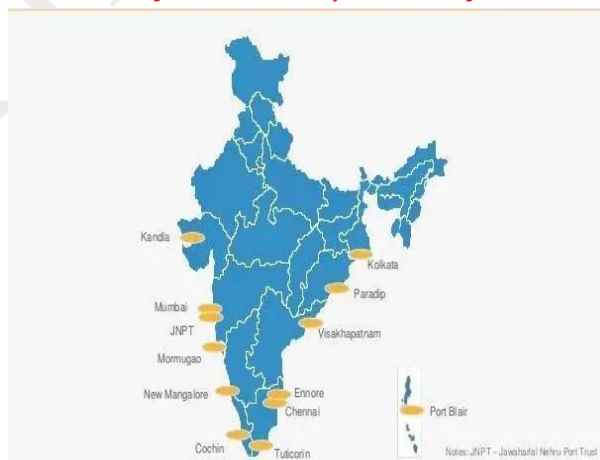 Kandla
Kolkata
Paradip
Mumbai
JNPT
Visakhapatnam
Mormugao
New Mangalore
Ennore
Chennai
Port Blair
Cochin
Tuticorin
Notes: JNPT - Jawaharlal Nehru Port Trust